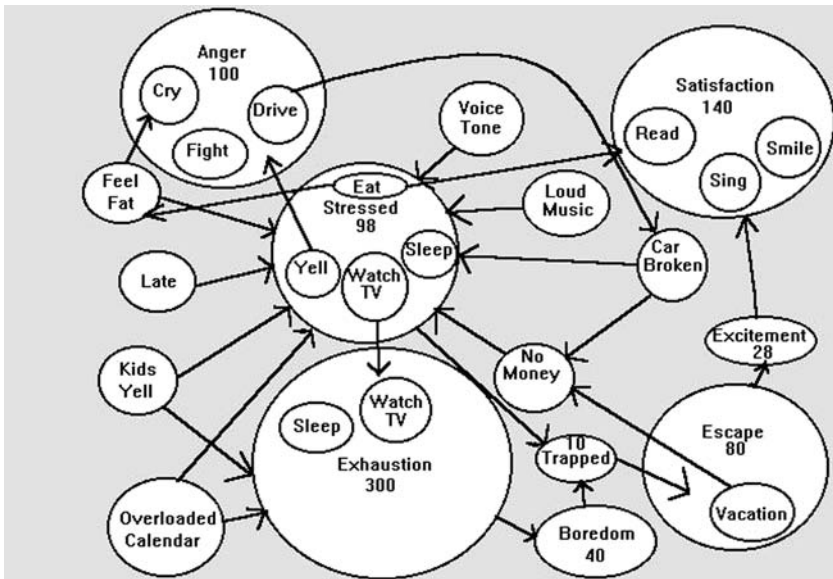 Anger
100
Cry
Drive
Fight
Voice
Tone
Satisfaction
140
Read
Smile
Sing
Feel
Fat
Eat
Stressed
98
Loud
Music
Sleep
Yell
Watch
TV
Late
Car
Broken
Kids
Yell
No
Money
Excitement
28
Watch
TV
Sleep
Exhaustion
300
10
Trapped
Escape
80
Vacation
Overloaded
Calendar
Boredom
40